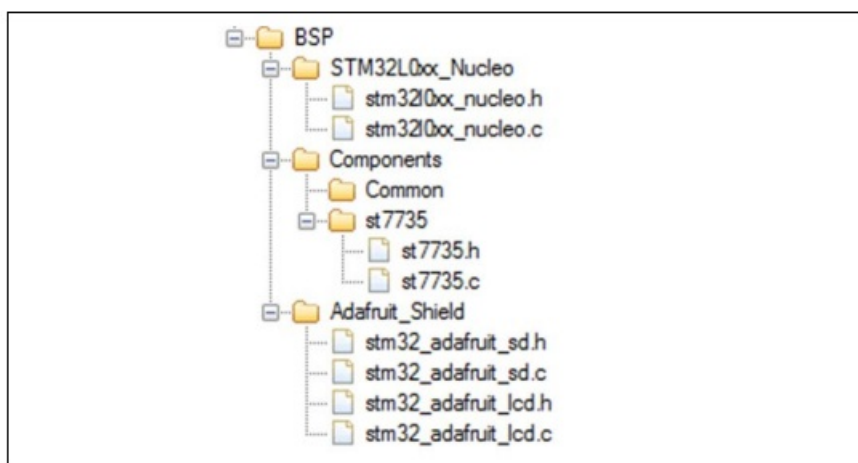 BSP
STM32L0xx_Nucleo
stm32l0xx_nucleo.h
stm32l0xx_nucleo.c
Components
Common
st7735
st7735.h
st7735.c
Adafruit_Shield
stm32_adafruit_sd.h
stm32_adafruit_sd.c
stm32_adafruit_lcd.h
stm32_adafruit_lcd.c